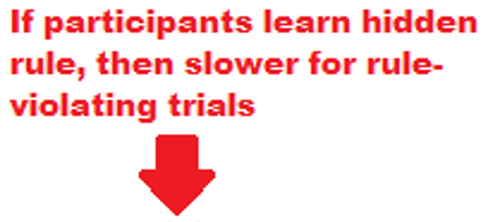 If participants learn hidden
rule, then slower for rule-
violating trials